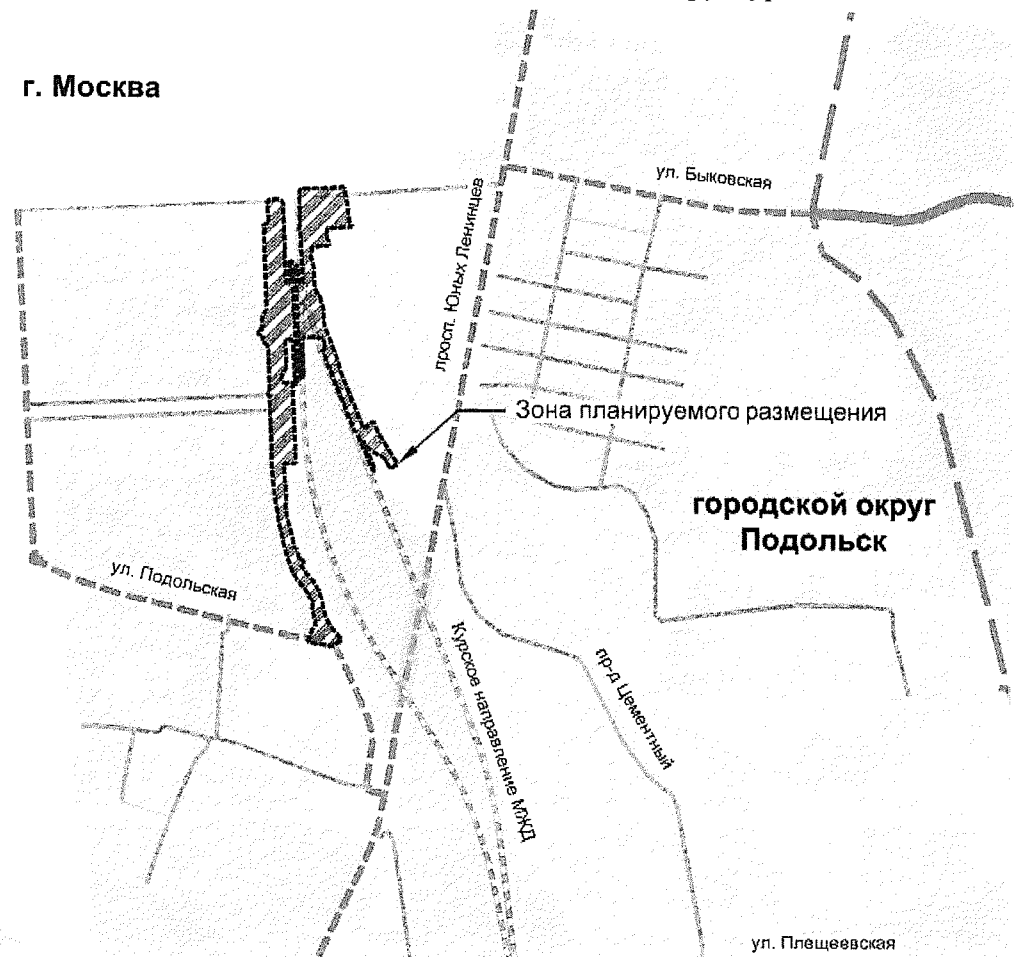 г. Москва
ул. Быковская
просп. Юных Ленинцев
Зона планируемого размещения
городской округ
Подольск
ул. Подольская
Курское направление МЖД
пр-д Цементный
ул. Плещеевская